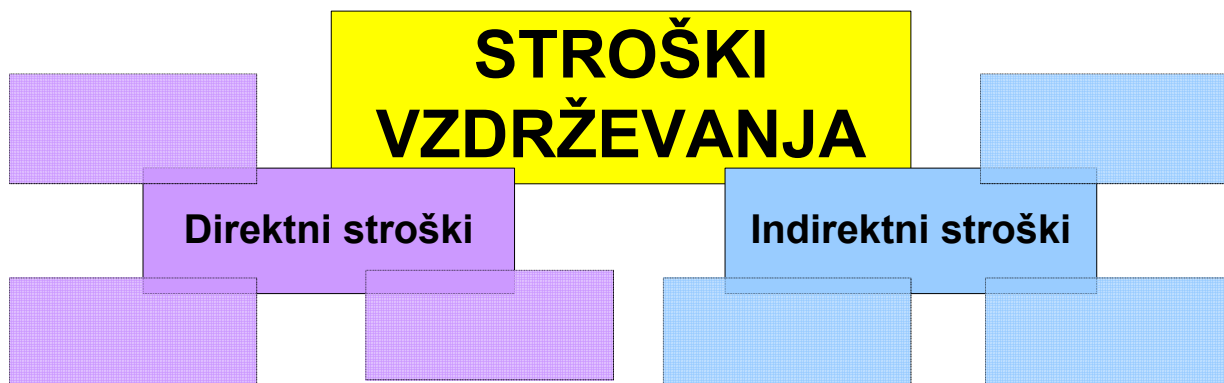 STROŠKI
VZDRŽEVANJA
Direktni stroški
Indirektni stroški